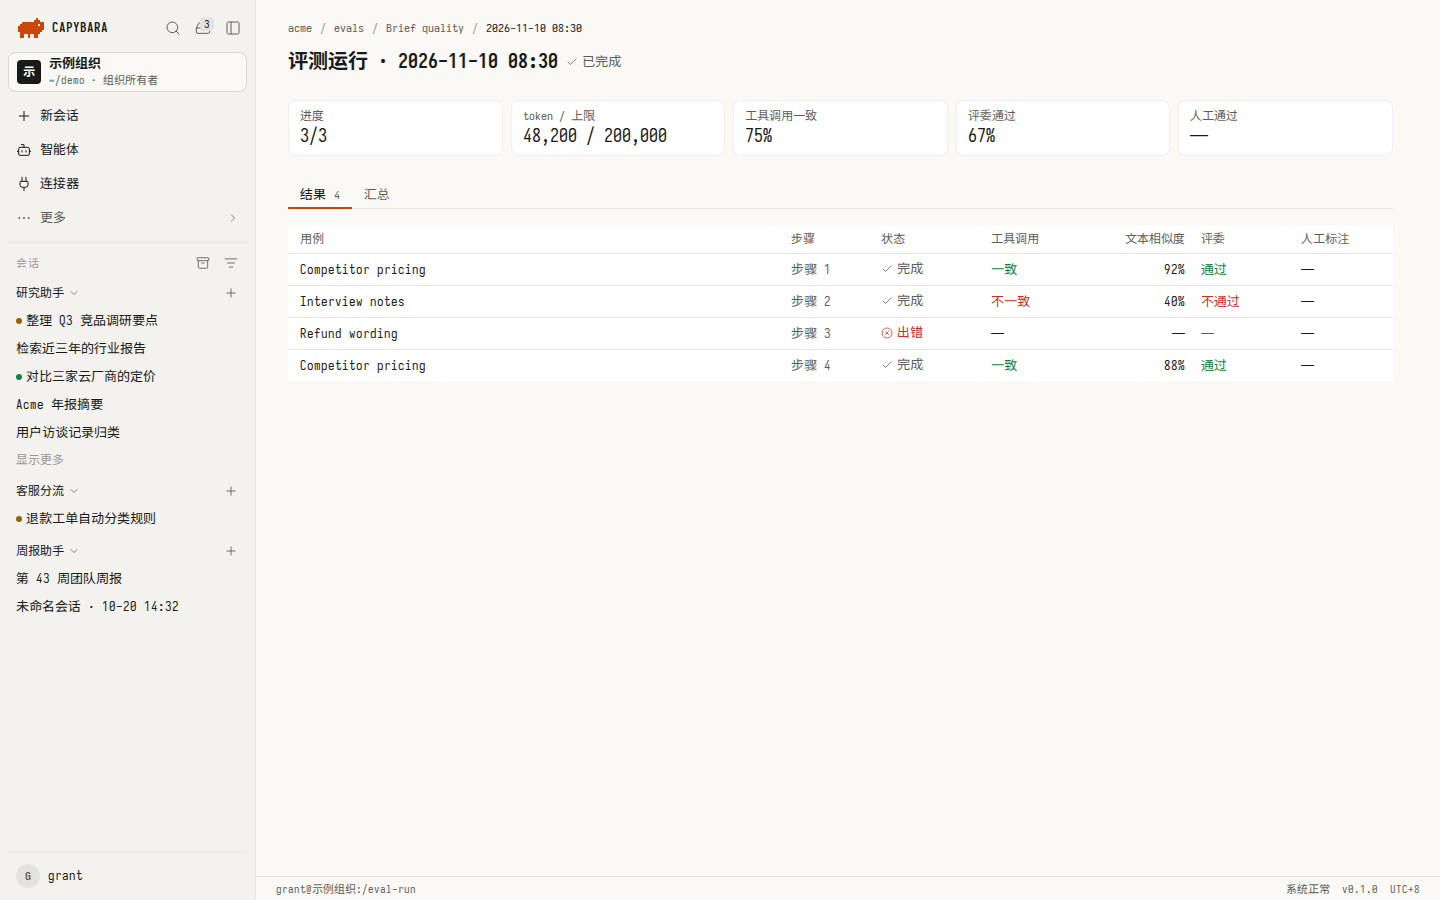 CAPYBARA
3
示
示例组织
~/demo · 组织所有者
新会话
智能体
连接器
更多
会话
研究助手
整理 Q3 竞品调研要点
检索近三年的行业报告
对比三家云厂商的定价
Acme 年报摘要
用户访谈记录归类
显示更多
客服分流
退款工单自动分类规则
周报助手
第 43 周团队周报
未命名会话 · 10-20 14:32
G grant
acme / evals / Brief quality / 2026-11-10 08:30
评测运行 · 2026-11-10 08:30 已完成
进度
3/3
token / 上限
48,200 / 200,000
工具调用一致
75%
评委通过
67%
人工通过
—
结果 4 汇总
用例 步骤 状态 工具调用 文本相似度 评委 人工标注
Competitor pricing 步骤 1 完成 一致 92% 通过 —
Interview notes 步骤 2 完成 不一致 40% 不通过 —
Refund wording 步骤 3 出错 — — — —
Competitor pricing 步骤 4 完成 一致 88% 通过 —
grant@示例组织:/eval-run
系统正常 v0.1.0 UTC+8